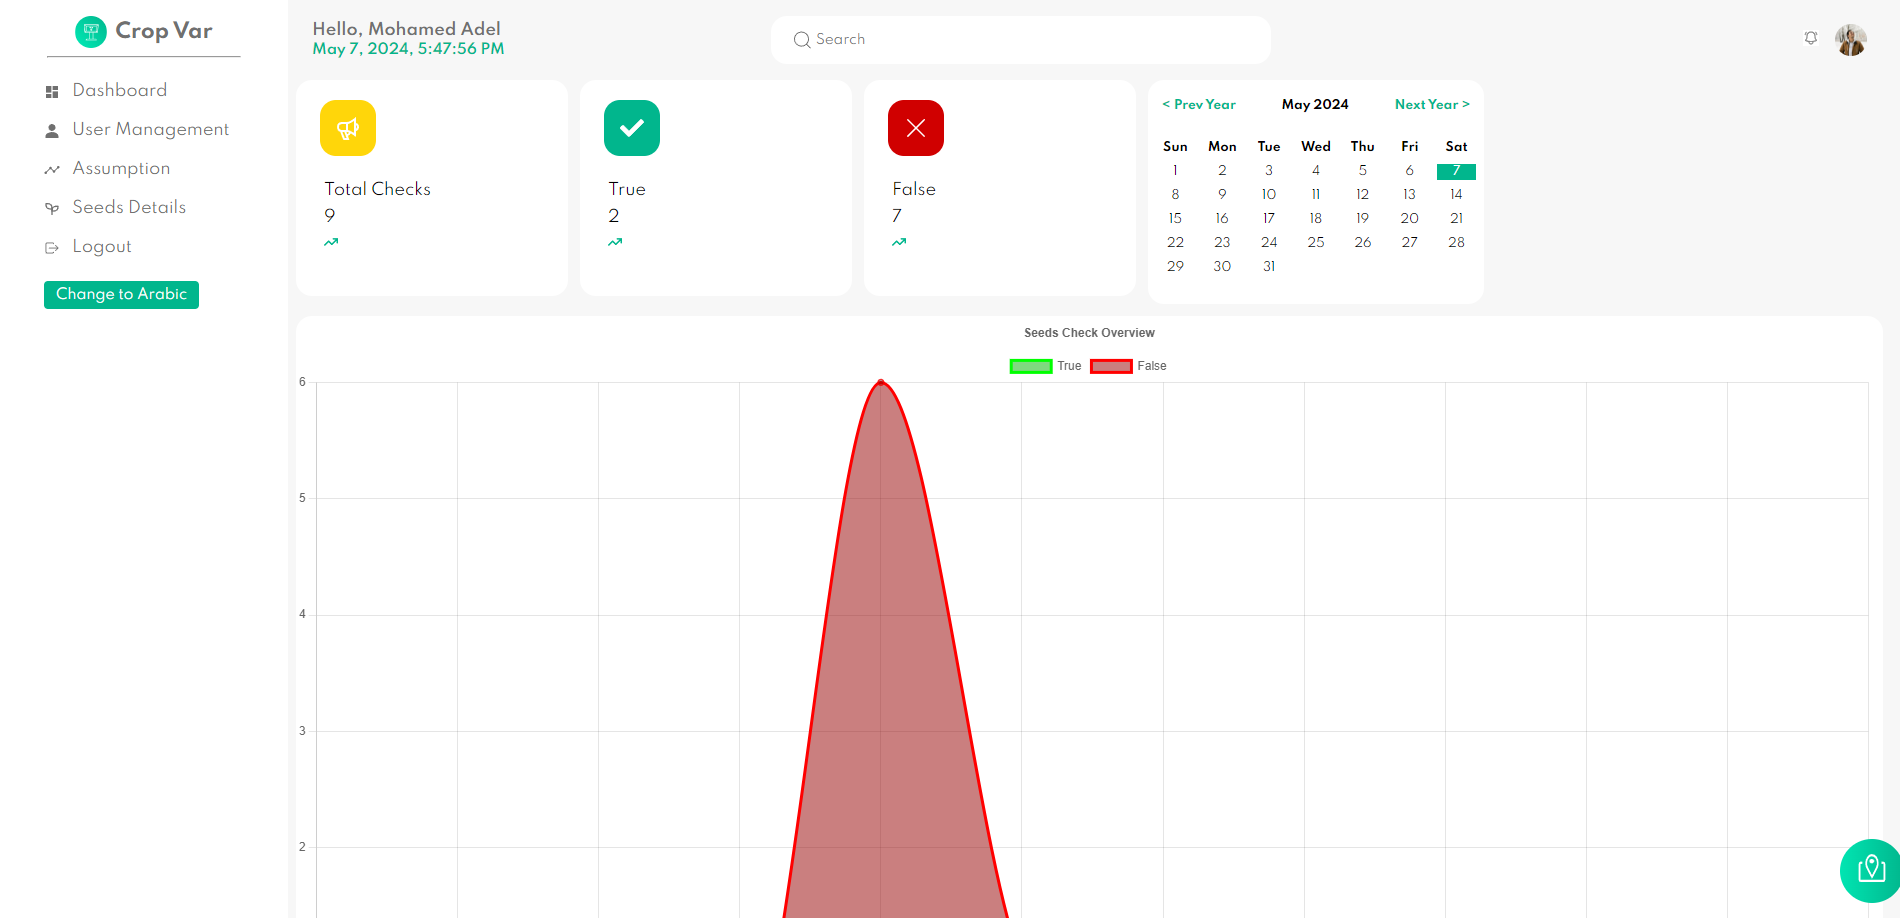 Crop Var
Dashboard
User Management
Assumption
Seeds Details
Logout
Change to Arabic
Hello, Mohamed Adel
May 7, 2024, 5:47:56 PM
Search
Total Checks
9
True
2
False
7
< Prev Year May 2024 Next Year >
Sun Mon Tue Wed Thu Fri Sat
1 2 3 4 5 6 7
8 9 10 11 12 13 14
15 16 17 18 19 20 21
22 23 24 25 26 27 28
29 30 31
Seeds Check Overview
True False
6
5
4
3
2